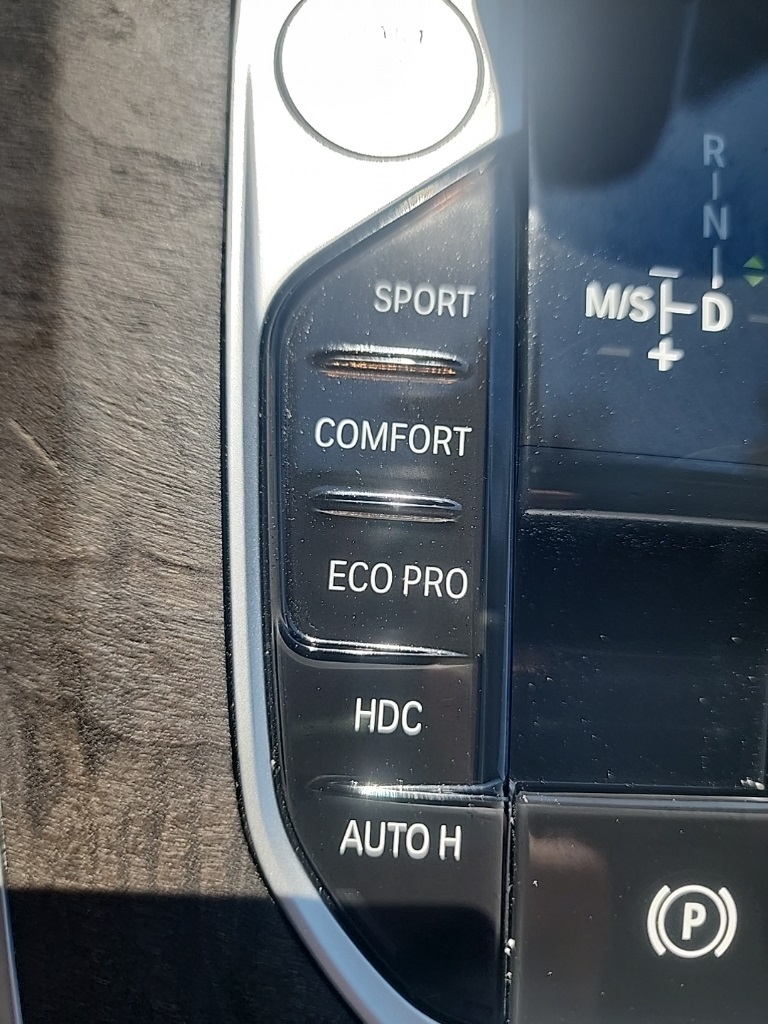 SPORT
COMFORT
ECO PRO
HDC
AUTO H
R
N
M/S D
+
P